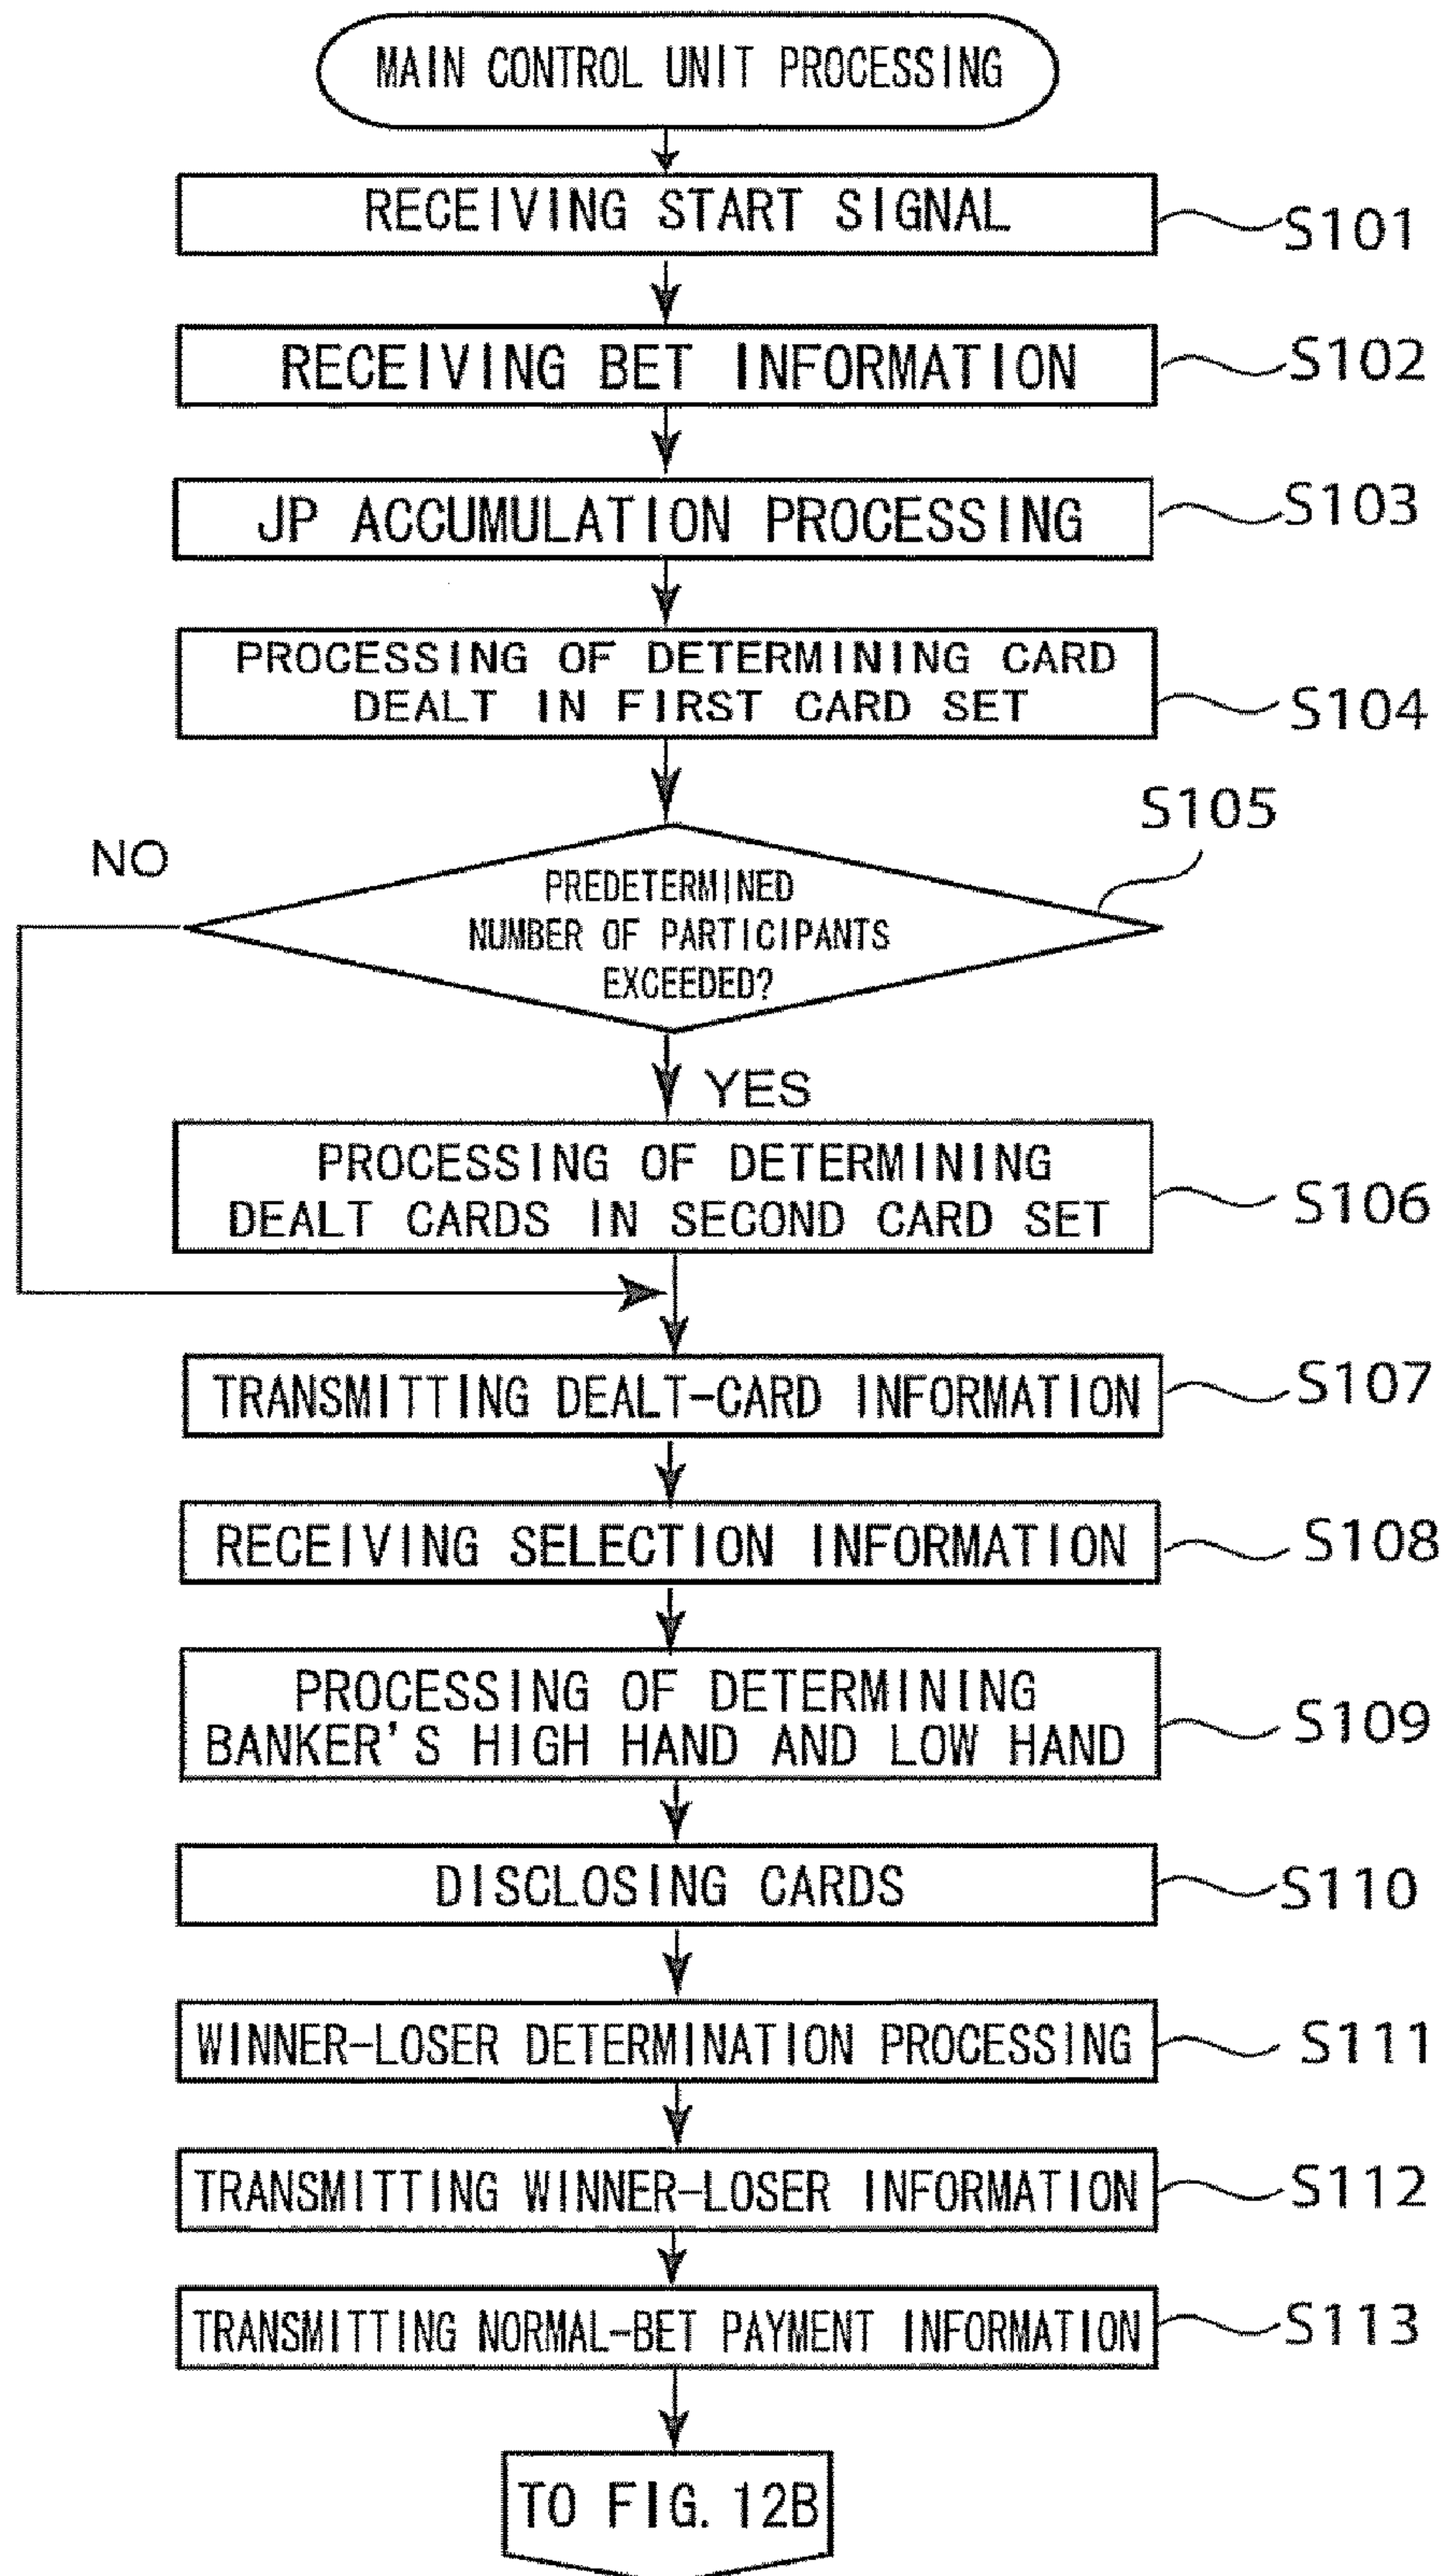 MAIN CONTROL UNIT PROCESSING
RECEIVING START SIGNAL
S101
RECEIVING BET INFORMATION
S102
JP ACCUMULATION PROCESSING
S103
PROCESSING OF DETERMINING CARD
DEALT IN FIRST CARD SET
S104
S105
NO
PREDETERMINED
NUMBER OF PARTICIPANTS
EXCEEDED?
YES
PROCESSING OF DETERMINING
DEALT CARDS IN SECOND CARD SET
S106
TRANSMITTING DEALT-CARD INFORMATION
S107
RECEIVING SELECTION INFORMATION
S108
PROCESSING OF DETERMINING
BANKER'S HIGH HAND AND LOW HAND
S109
DISCLOSING CARDS
S110
WINNER-LOSER DETERMINATION PROCESSING
S111
TRANSMITTING WINNER-LOSER INFORMATION
S112
TRANSMITTING NORMAL-BET PAYMENT INFORMATION
S113
TO FIG. 12B